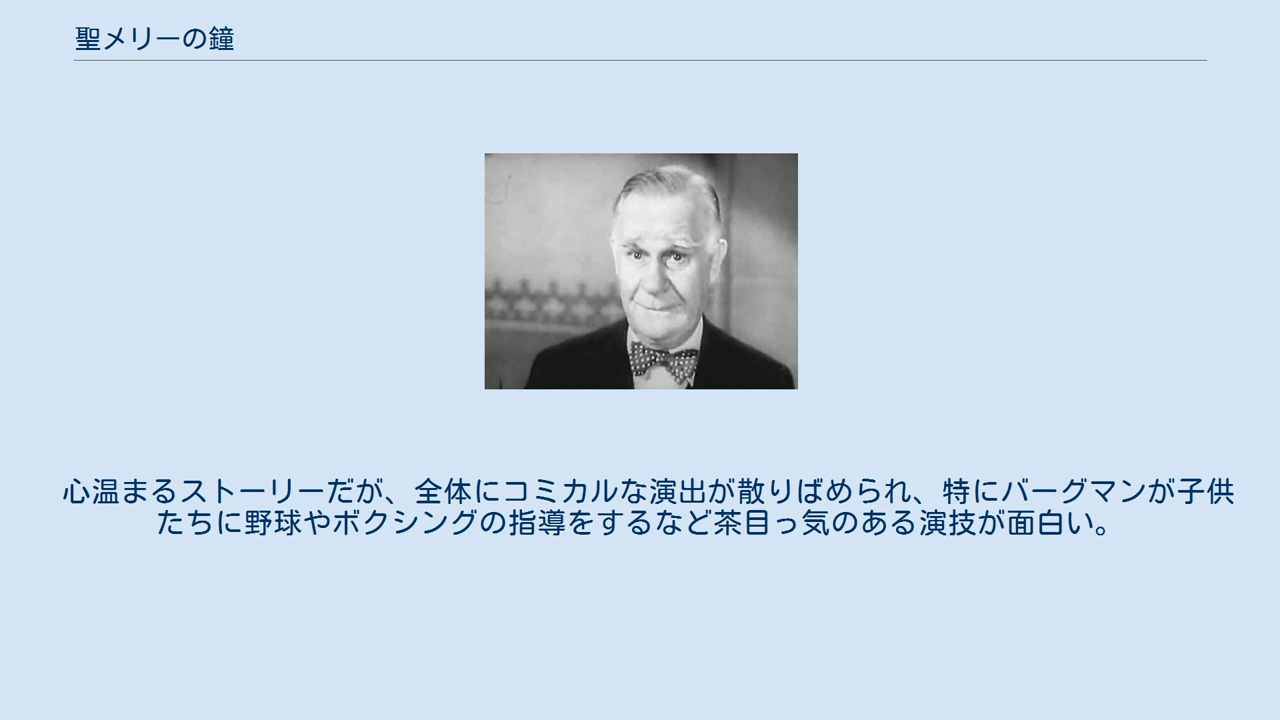 聖メリーの鐘
心温まるストーリーだが、全体にコミカルな演出が散りばめられ、特にバーグマンが子供
たちに野球やボクシングの指導をするなど茶目っ気のある演技が面白い。